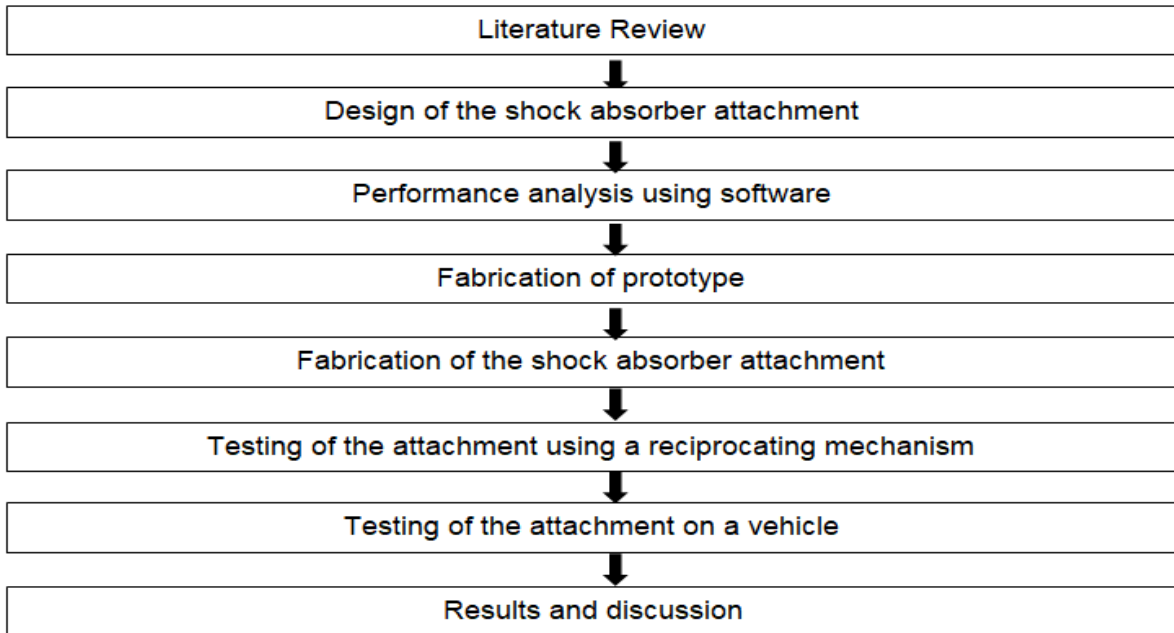 Literature Review
Design of the shock absorber attachment
Performance analysis using software
Fabrication of prototype
Fabrication of the shock absorber attachment
Testing of the attachment using a reciprocating mechanism
Testing of the attachment on a vehicle
Results and discussion